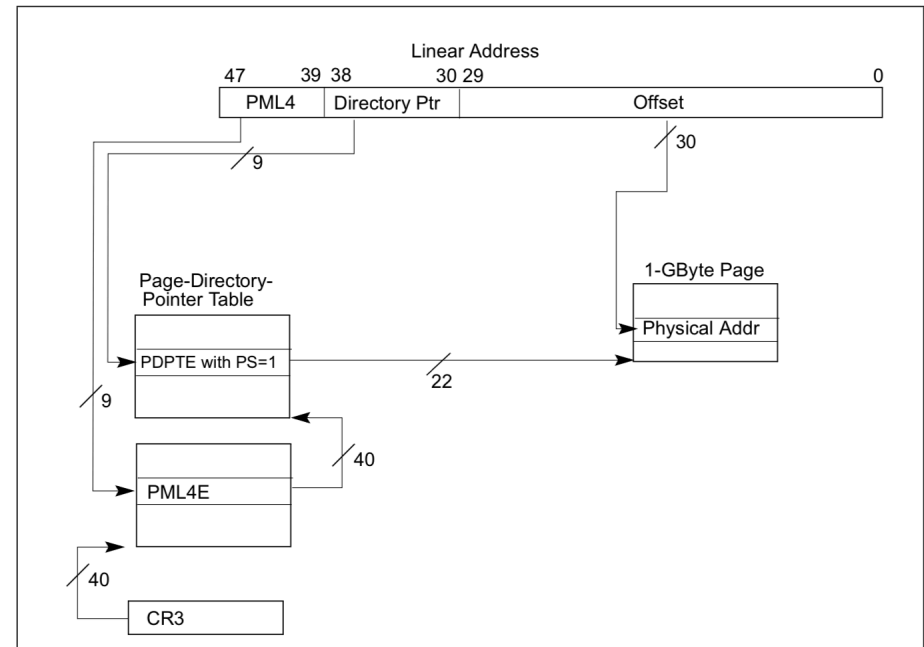 Linear Address
47 39 38 30 29 0
PML4 Directory Ptr Offset
9
30
1-GByte Page
Physical Addr
Page-Directory-
Pointer Table
PDPTE with PS=1
22
9
40
PML4E
40
CR3